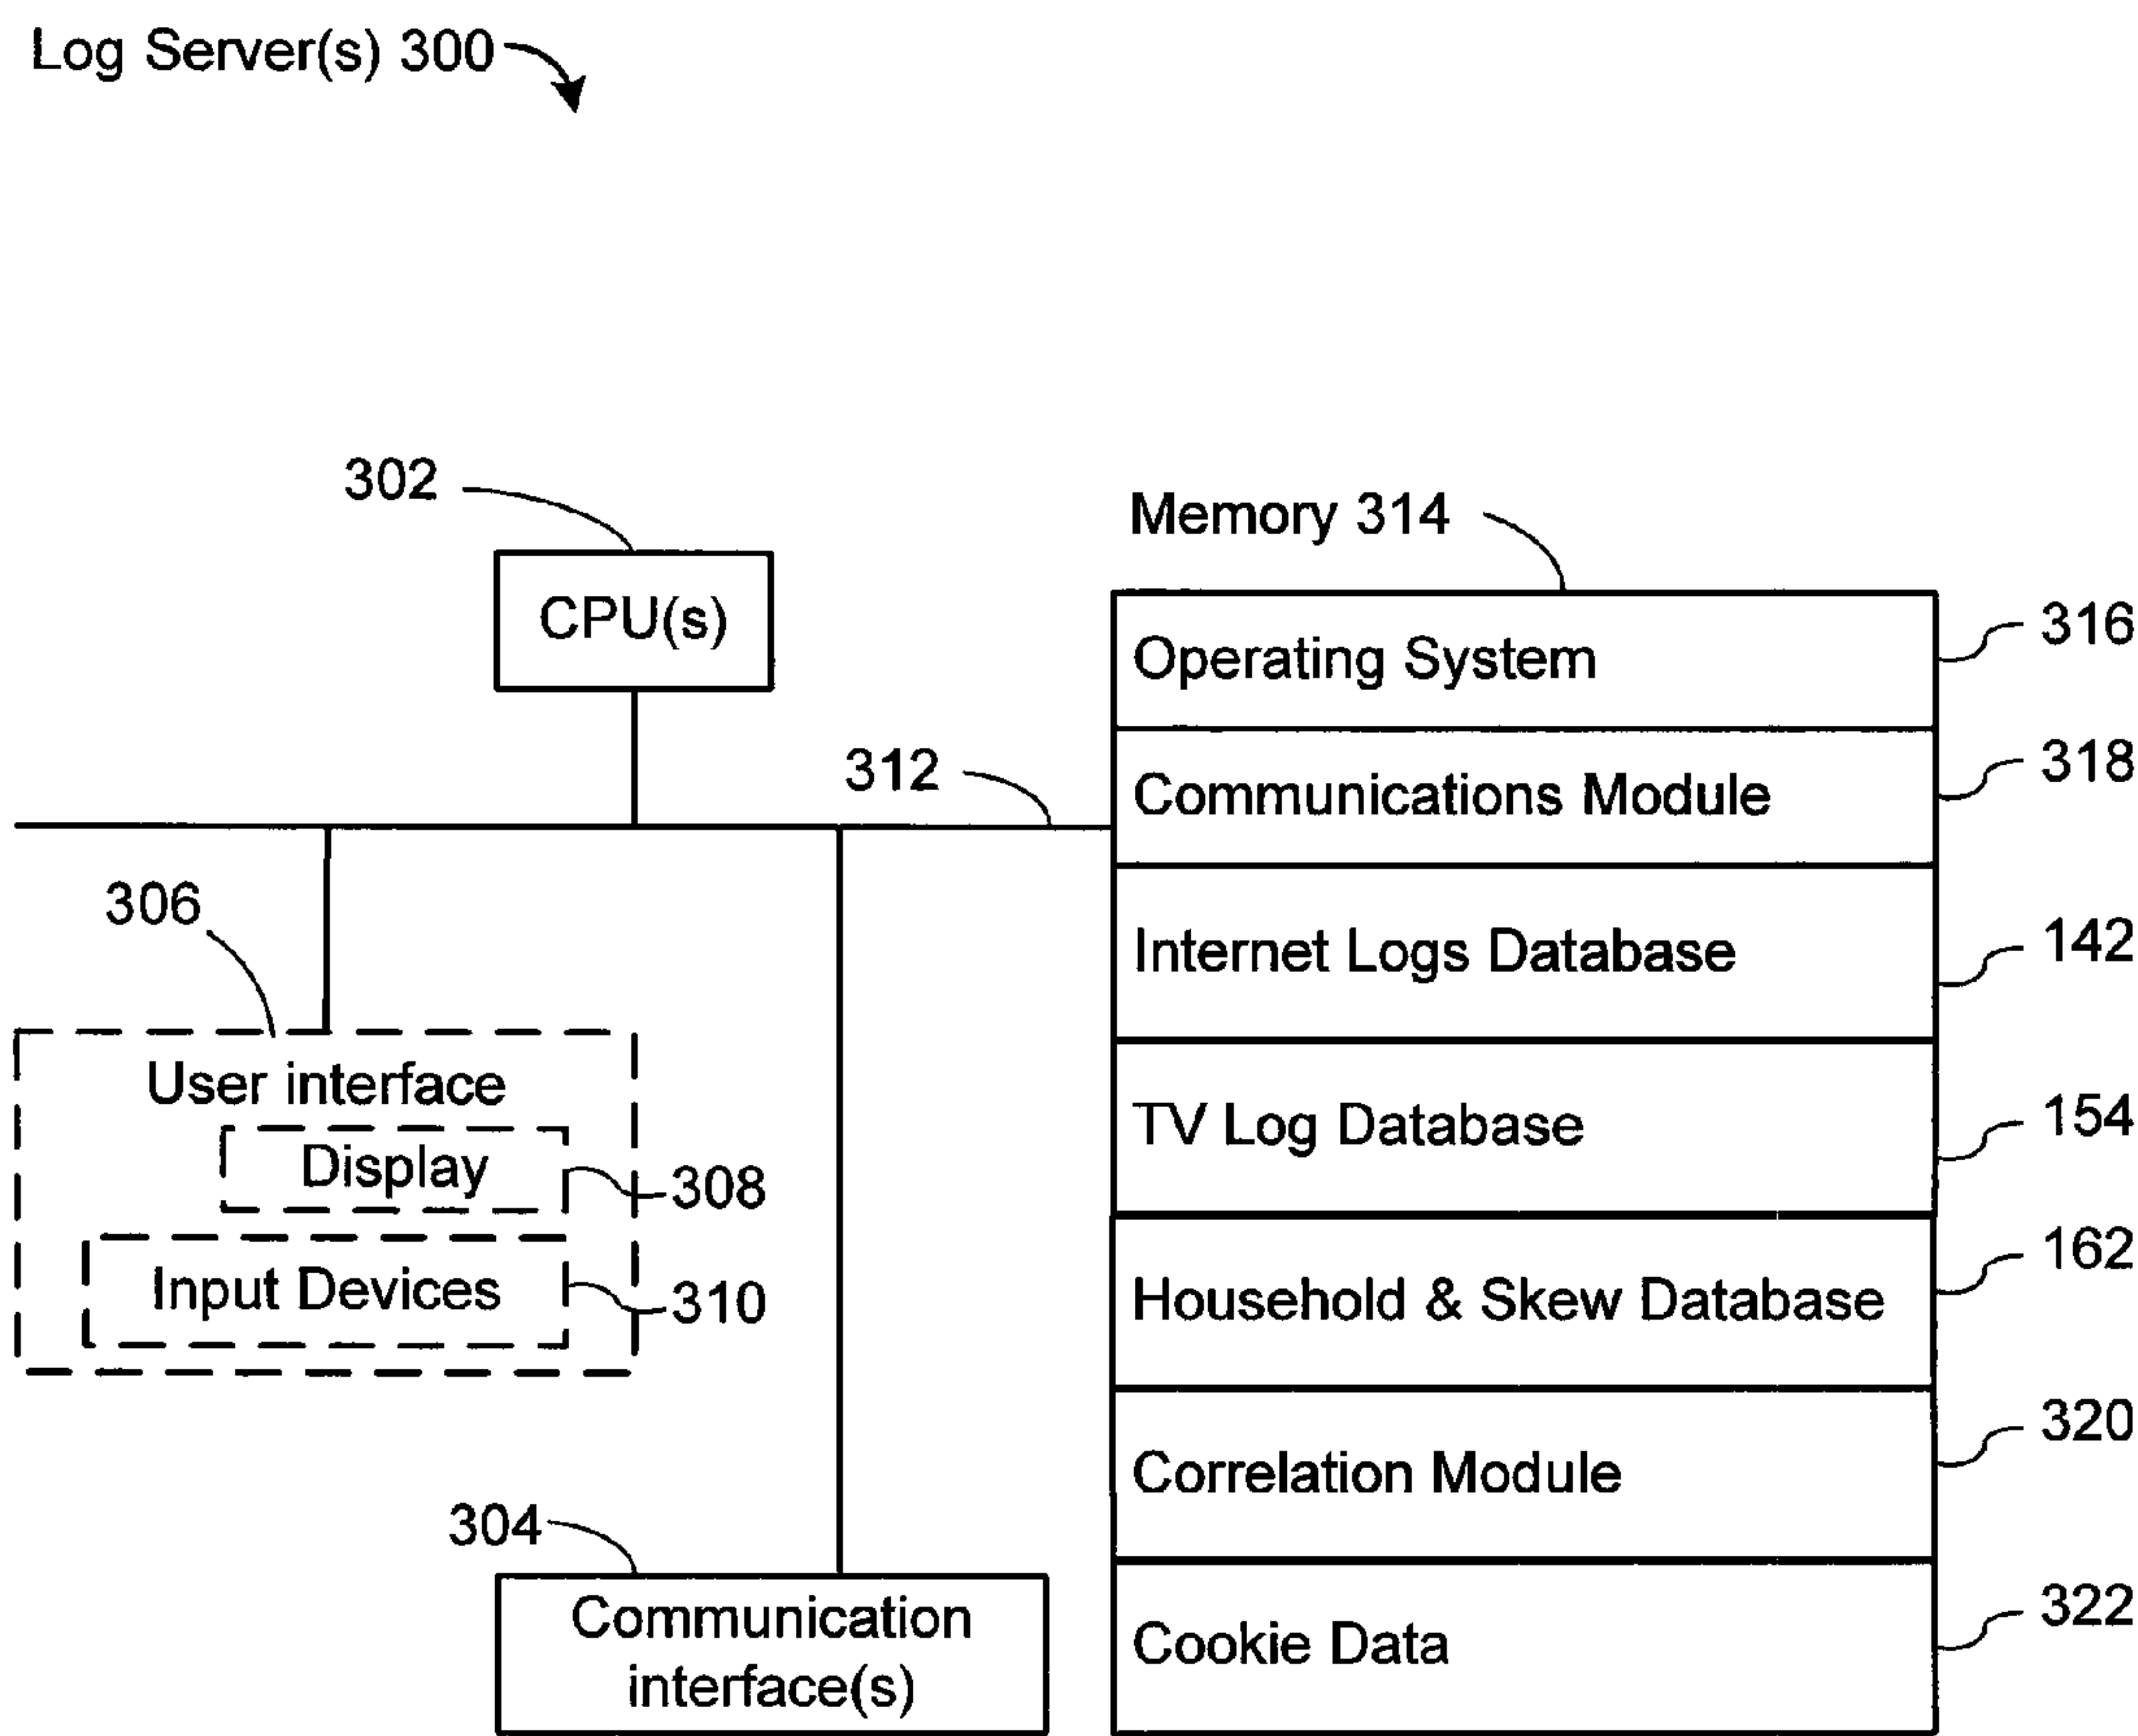 Log Server(s) 300
302
CPU(s)
312
306
User interface
Display
308
Input Devices
310
304
Communication
interface(s)
Memory 314
Operating System
316
Communications Module
318
Internet Logs Database
142
TV Log Database
154
Household & Skew Database
162
Correlation Module
320
Cookie Data
322